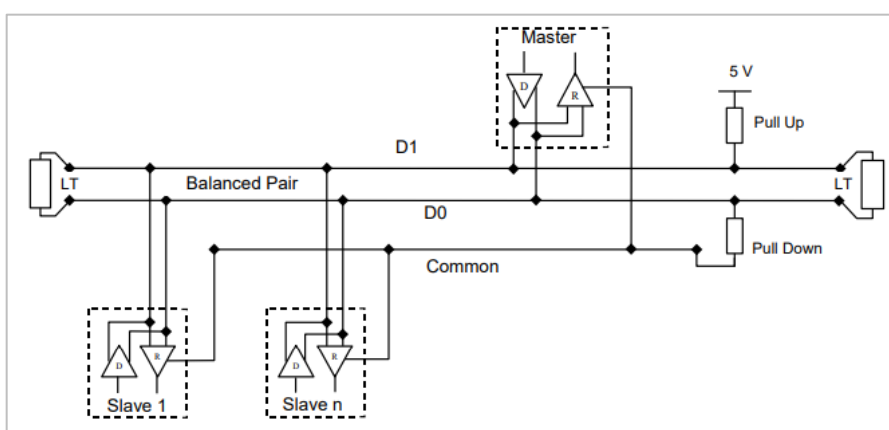 Master
D
R
5 V
Pull Up
D1
LT
Balanced Pair
LT
D0
Pull Down
Common
D
R
D
R
Slave 1
Slave n